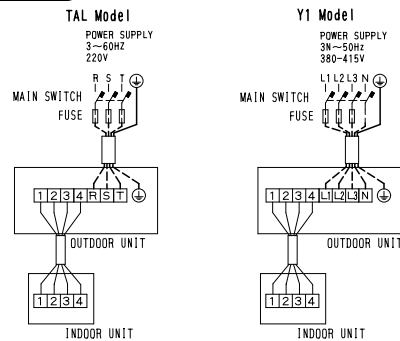 TAL Model
POWER SUPPLY
3~60HZ
220V
R S T
MAIN SWITCH
FUSE
1 2 3 4 R S T
OUTDOOR UNIT
1 2 3 4
INDOOR UNIT
Y1 Model
POWER SUPPLY
3N~50Hz
380-415V
L1 L2 L3 N
MAIN SWITCH
FUSE
1 2 3 4 L1 L2 L3 N
OUTDOOR UNIT
1 2 3 4
INDOOR UNIT